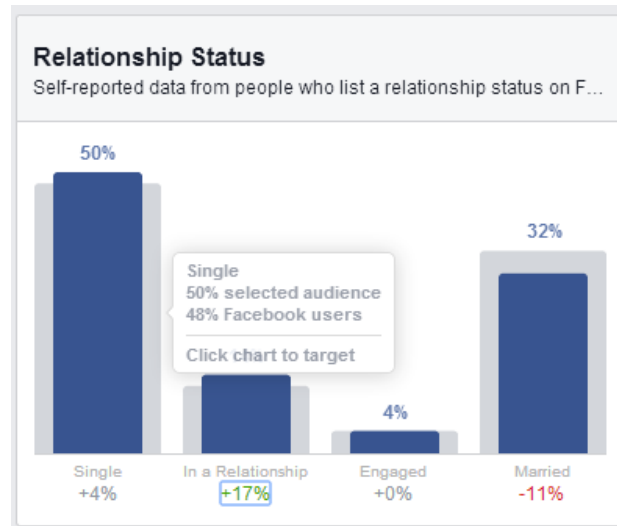 Relationship Status
Self-reported data from people who list a relationship status on F...
50%
32%
Single
50% selected audience
48% Facebook users
Click chart to target
4%
Single
In a Relationship
Engaged
Married
+4%
+17%
+0%
-11%